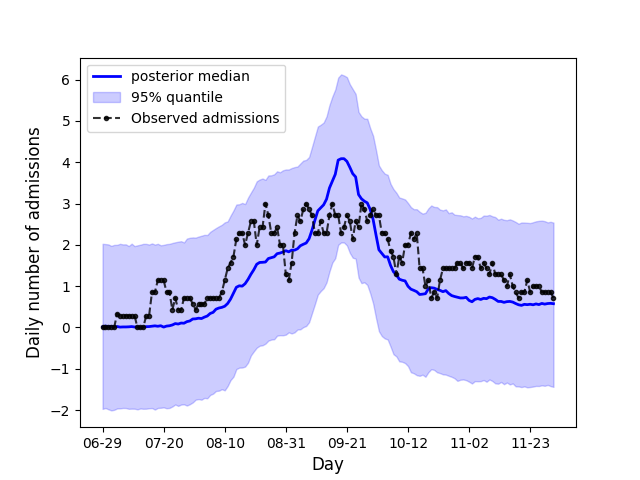 posterior median
95% quantile
Observed admissions
Daily number of admissions
6
5
4
3
2
1
0
−1
−2
06-29 07-20 08-10 08-31 09-21 10-12 11-02 11-23
Day